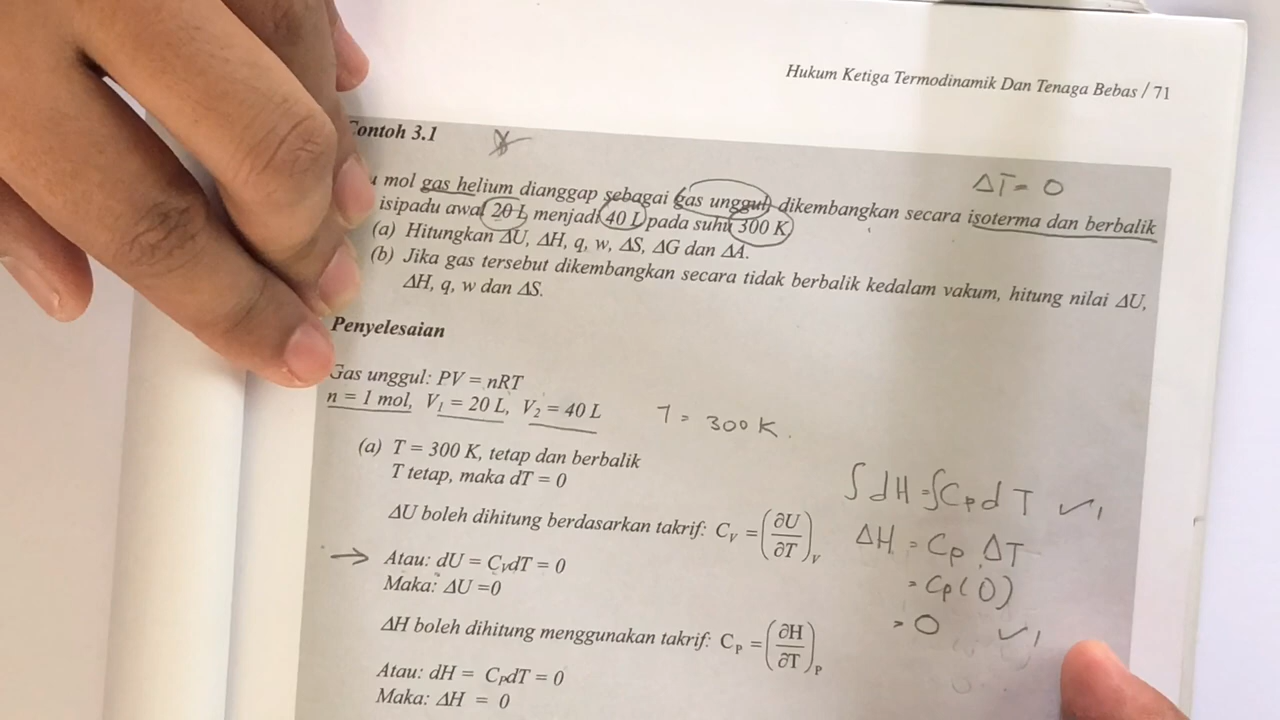 Hukum Ketiga Termodinamik Dan Tenaga Bebas / 71
Contoh 3.1
ΔT = 0
mol gas helium dianggap sebagai gas unggul dikembangkan secara isoterma dan berbalik
isipadu awal 20 L menjadi 40 L pada suhu 300 K
(a) Hitungkan ΔU, ΔH, q, w, ΔS, ΔG dan ΔA.
(b) Jika gas tersebut dikembangkan secara tidak berbalik kedalam vakum, hitung nilai ΔU,
ΔH, q, w dan ΔS.
Penyelesaian
Gas unggul: PV = nRT
n = 1 mol, V₁ = 20 L, V₂ = 40 L T = 300 K.
(a) T = 300 K, tetap dan berbalik
T tetap, maka dT = 0
∫dH = ∫CpdT
ΔU boleh dihitung berdasarkan takrif: Cᵥ = (∂U/∂T)ᵥ
ΔH = Cp ΔT
→ Atau: dU = CᵥdT = 0
= Cp(0)
Maka: ΔU =0
= 0
ΔH boleh dihitung menggunakan takrif: Cₚ = (∂H/∂T)ₚ
Atau: dH = CₚdT = 0
Maka: ΔH = 0